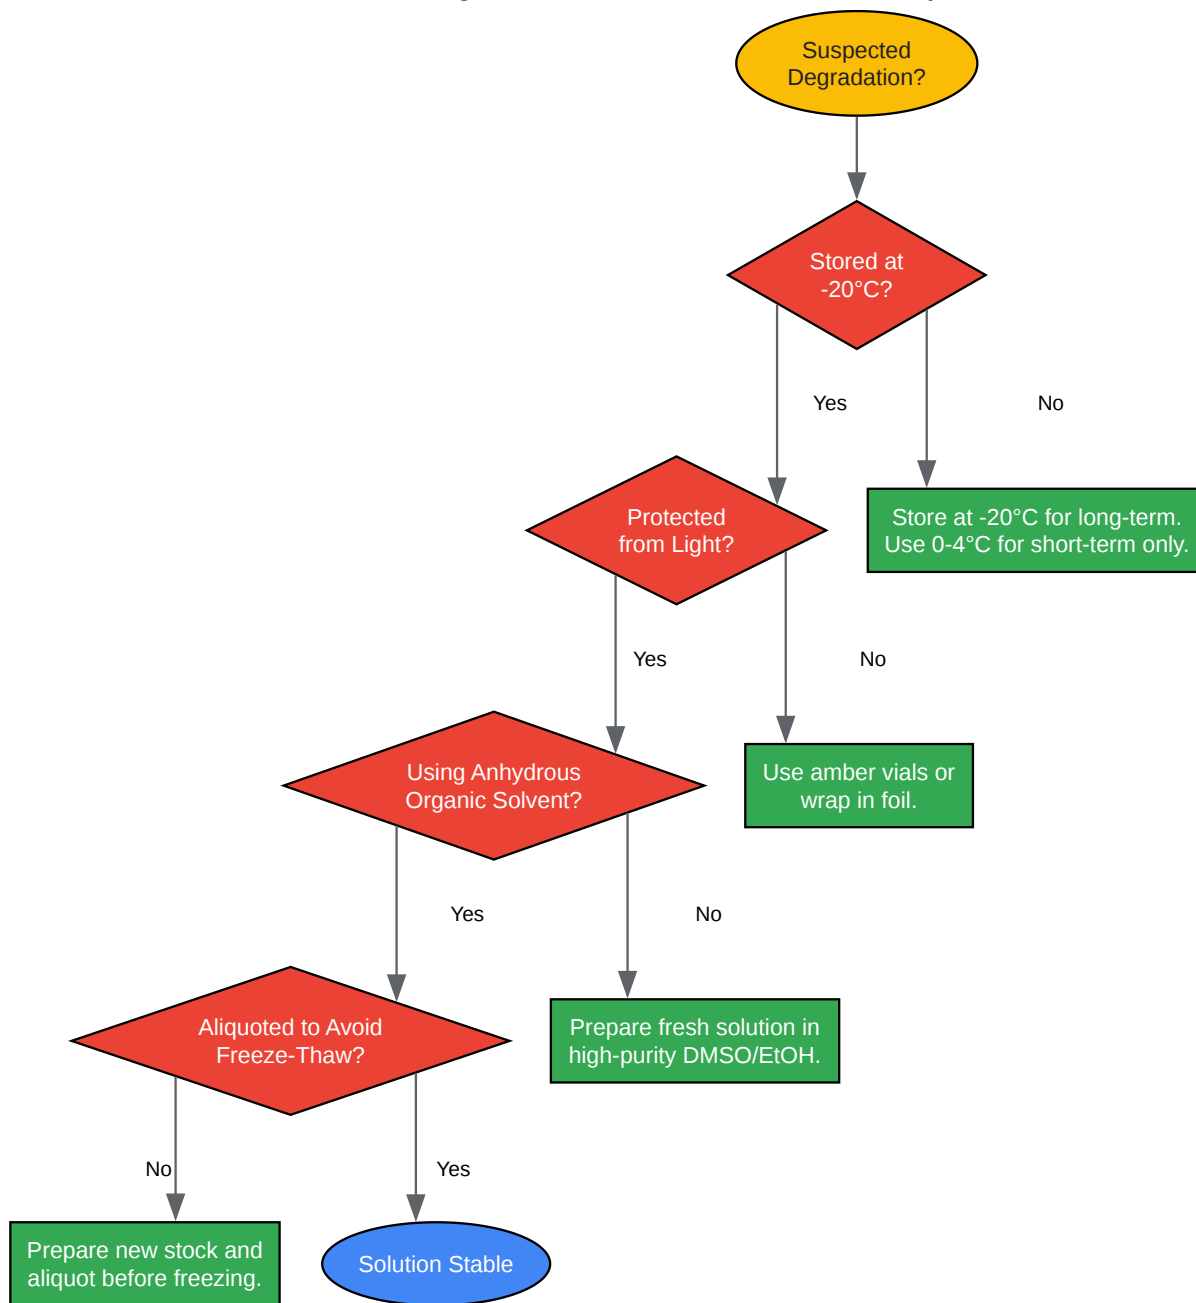 Suspected
Degradation?
Stored at
-20°C?
Yes
No
Protected
from Light?
Store at -20°C for long-term.
Use 0-4°C for short-term only.
Yes
No
Using Anhydrous
Organic Solvent?
Use amber vials or
wrap in foil.
Yes
No
Aliquoted to Avoid
Freeze-Thaw?
Prepare fresh solution in
high-purity DMSO/EtOH.
No
Yes
Prepare new stock and
aliquot before freezing.
Solution Stable